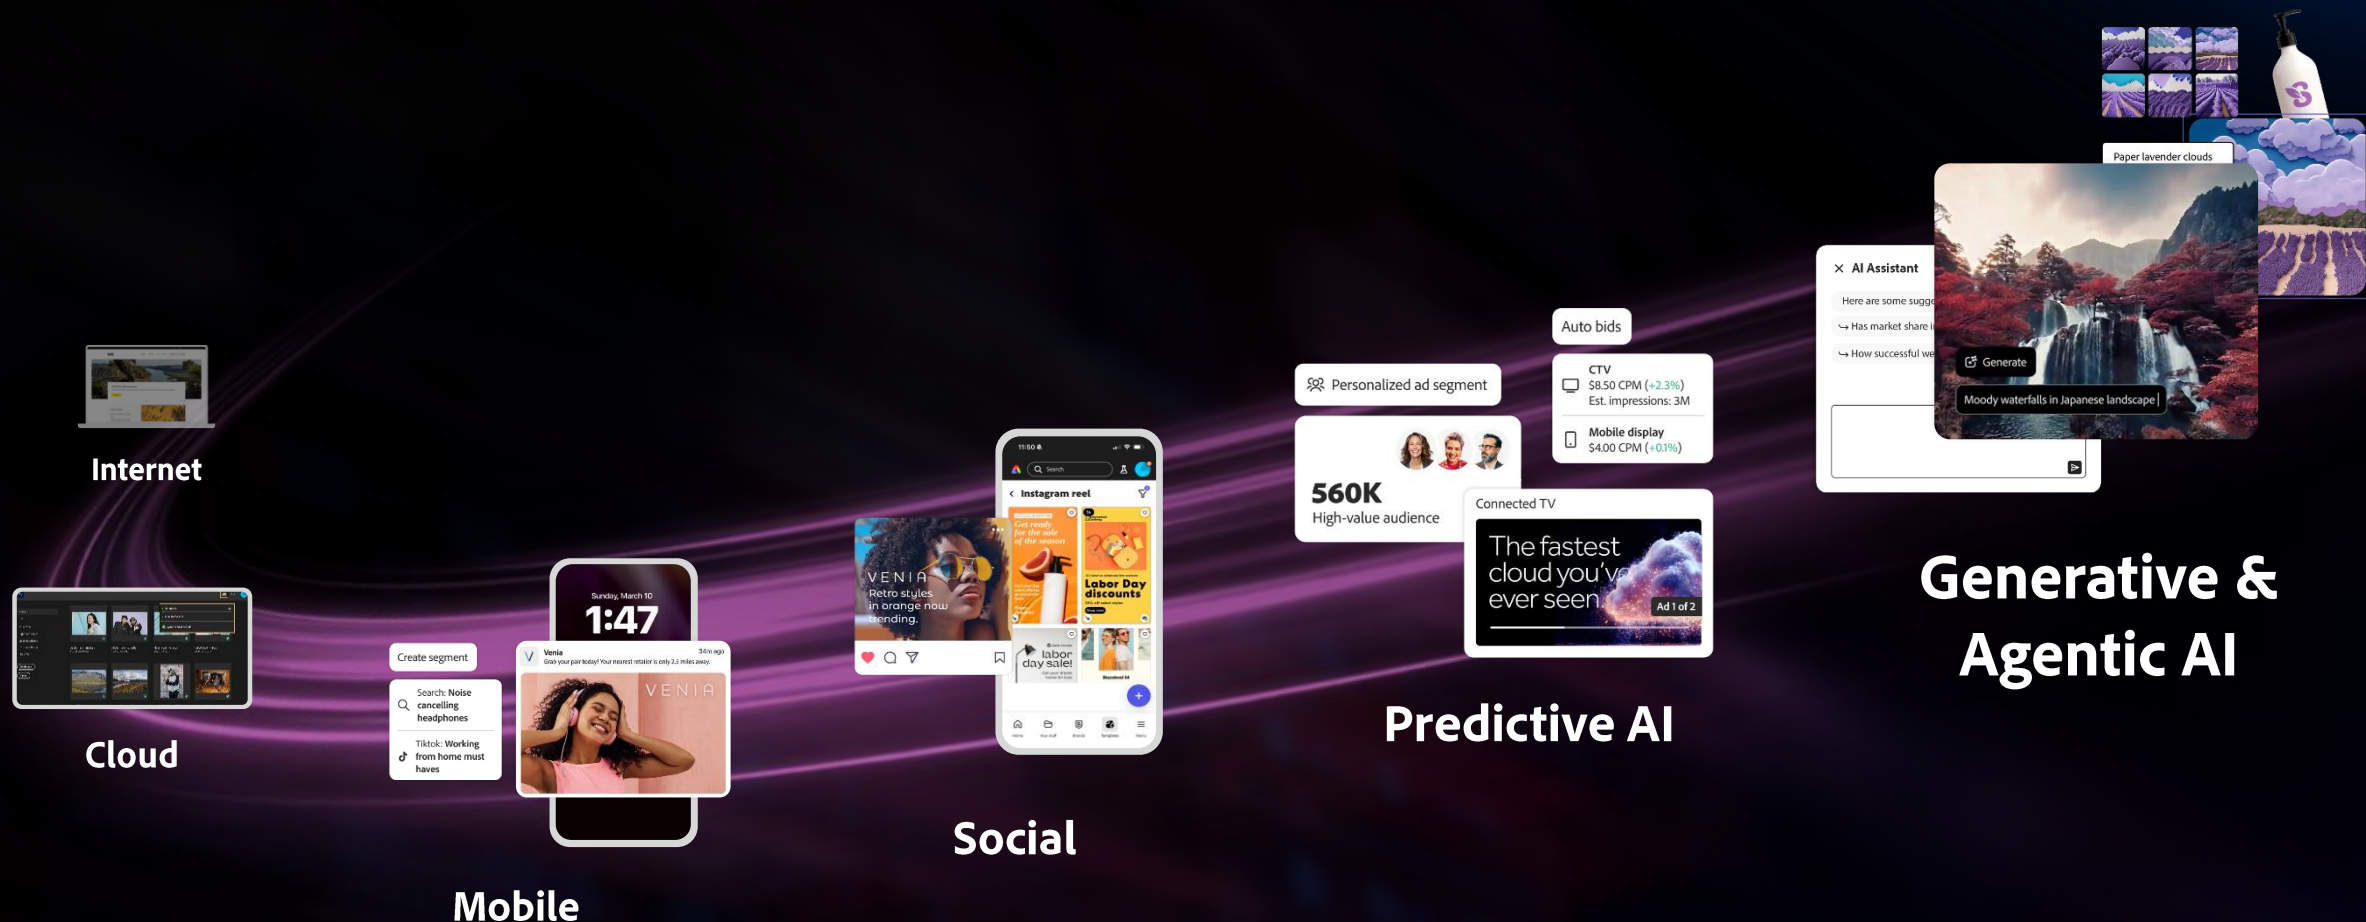 Internet
Cloud
Create segment
Search: Noise
cancelling
headphones
Tiktok: Working
from home must
haves
Sunday, March 10
1:47
V
Venia
34m ago
Grab your pair today! Your nearest retailer is only 2.5 miles away.
VENIA
Mobile
VENIA
Retro styles
in orange now
trending.
11:50
Search
Instagram reel
Get ready
for the sale
of the season
Labor Day
discounts
labor
day sale!
Social
Personalized ad segment
560K
High-value audience
Auto bids
CTV
$8.50 CPM (+2.3%)
Est. impressions: 3M
Mobile display
$4.00 CPM (+0.1%)
Connected TV
The fastest
cloud you've
ever seen.
Ad 1 of 2
Predictive AI
AI Assistant
Here are some sugge
Has market share i
How successful we
Paper lavender clouds
S
Generate
Moody waterfalls in Japanese landscape
Generative &
Agentic AI